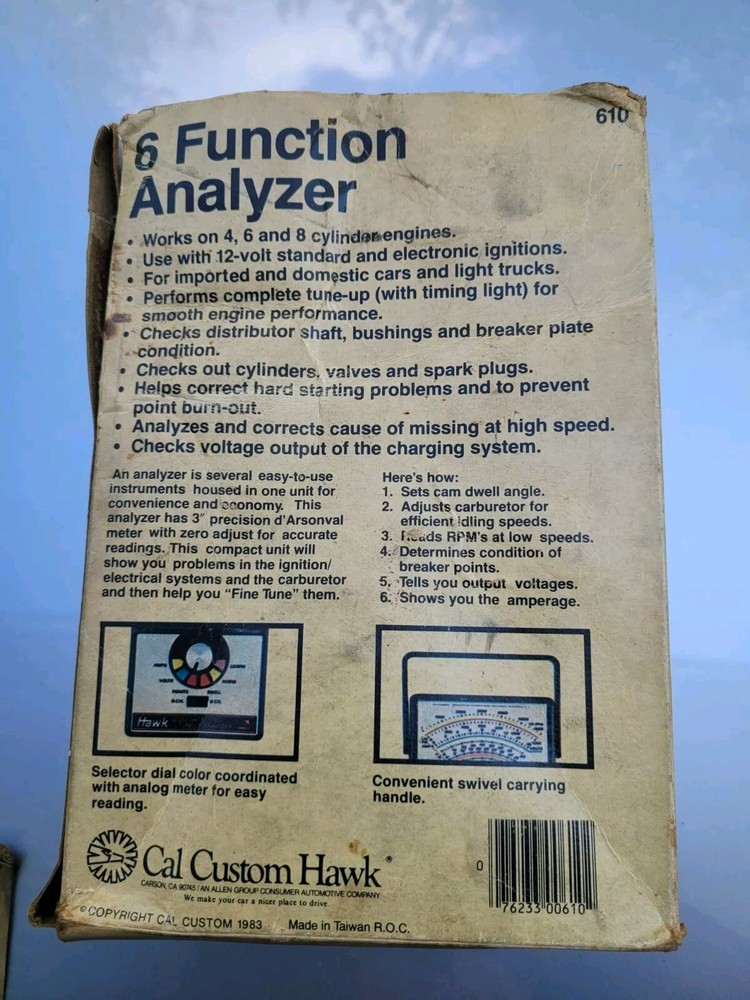 610
6 Function
Analyzer
• Works on 4, 6 and 8 cylinder engines.
• Use with 12-volt standard and electronic ignitions.
• For imported and domestic cars and light trucks.
• Performs complete tune-up (with timing light) for
smooth engine performance.
• Checks distributor shaft, bushings and breaker plate
condition.
• Checks out cylinders, valves and spark plugs.
• Helps correct hard starting problems and to prevent
point burn-out.
• Analyzes and corrects cause of missing at high speed.
• Checks voltage output of the charging system.
An analyzer is several easy-to-use
instruments housed in one unit for
convenience and economy. This
analyzer has 3" precision d'Arsonval
meter with zero adjust for accurate
readings. This compact unit will
show you problems in the ignition/
electrical systems and the carburetor
and then help you "Fine Tune" them.
Here's how:
1. Sets cam dwell angle.
2. Adjusts carburetor for
efficient idling speeds.
3. Reads RPM's at low speeds.
4. Determines condition of
breaker points.
5. Tells you output voltages.
6. Shows you the amperage.
AMPS
VOLTS
POINTS
DWELL
Hawk
Selector dial color coordinated
with analog meter for easy
reading.
Convenient swivel carrying
handle.
Cal Custom Hawk®
CARSON, CA 90745 / AN ALLEN GROUP CONSUMER AUTOMOTIVE COMPANY
We make your car a nicer place to drive.
© COPYRIGHT CAL CUSTOM 1983 Made in Taiwan R.O.C.
0 76233 00610